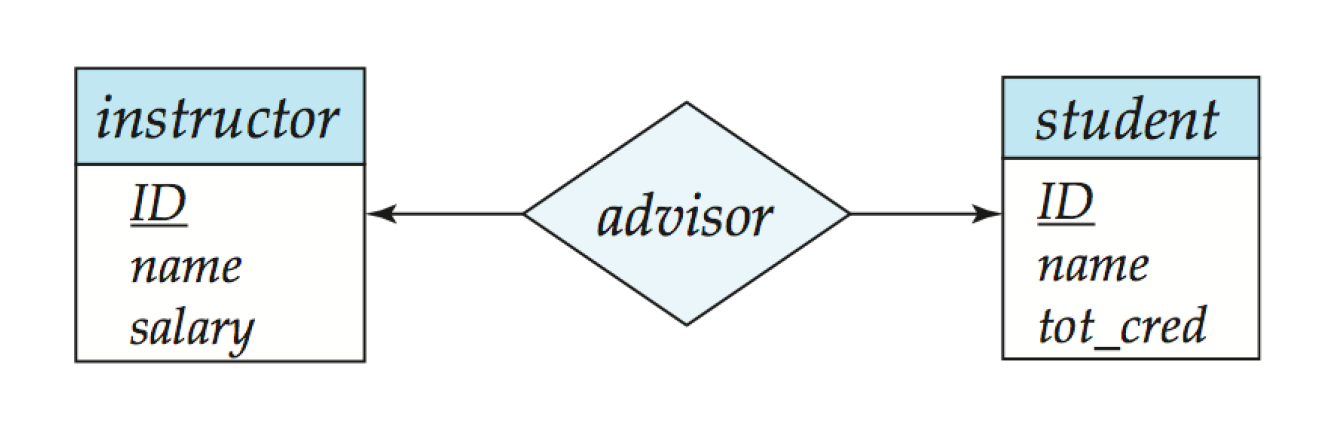 instructor
ID
name
salary
advisor
student
ID
name
tot_cred